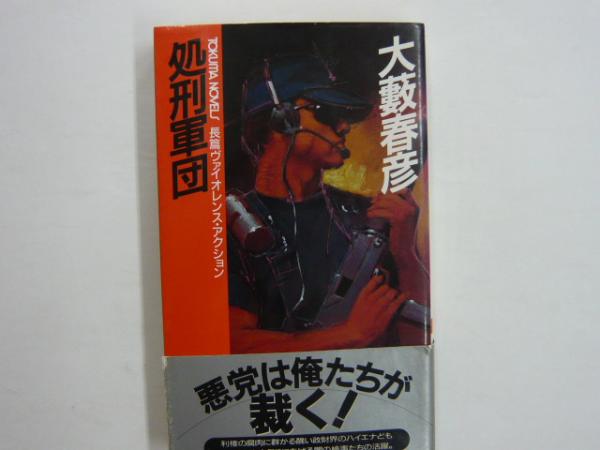 大藪春彦
処刑軍団
TOKUMA NOVELS 長篇ヴァイオレンス・アクション
悪党は俺たちが
裁く!
利権の腐肉に群がる醜い政財界のハイエナども